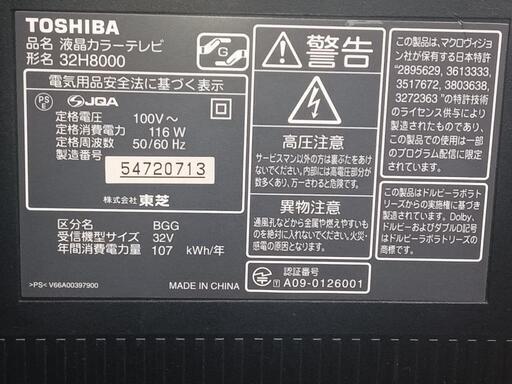 TOSHIBA
品名 液晶カラーテレビ
形名 32H8000
G
電気用品安全法に基づく表示
PS
E
JQA
定格電圧 100V～
定格消費電力 116 W
定格周波数 50/60 Hz
製造番号
54720713
株式会社 東芝
区分名 BGG
受信機型サイズ 32V
年間消費電力量 107 kWh/年
>PS< V66A00397900
MADE IN CHINA
警告
高圧注意
サービスマン以外の方は裏ぶたをあけ
ないでください。内部には高電圧部分が
数多くあり、万一さわると危険です。
異物注意
通風孔などから金属や燃えやすいもの
を絶対に入れないでください。火災・
感電の原因となります。
認証番号
T A09-0126001
この製品は、マクロヴィジョン
社が保有する日本特許
「2895629、3613333、
3517672、3803638、
3272363」の特許技術
のライセンス供与により
製造されたものであり、
この製品での使用は一部
のプログラム配信に限定
されています。
この製品はドルビーラボラト
リーズからの実施権に基
づき製造されています。Dolby、
ドルビーおよびダブルD記号
はドルビーラボラトリーズの
商標です。